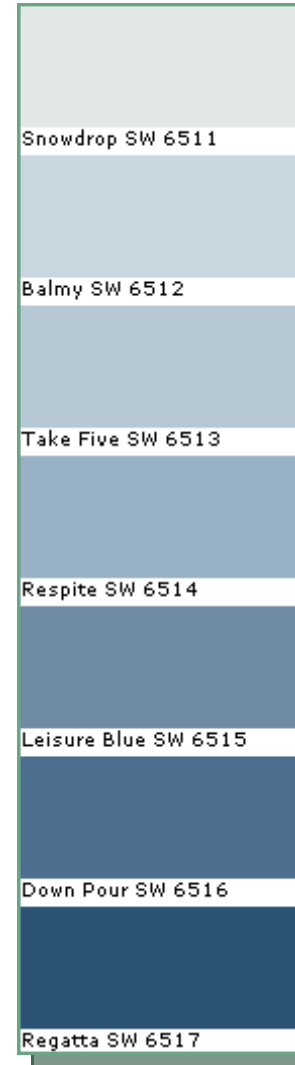 Snowdrop SW 6511
Balmy SW 6512
Take Five SW 6513
Respite SW 6514
Leisure Blue SW 6515
Down Pour SW 6516
Regatta SW 6517